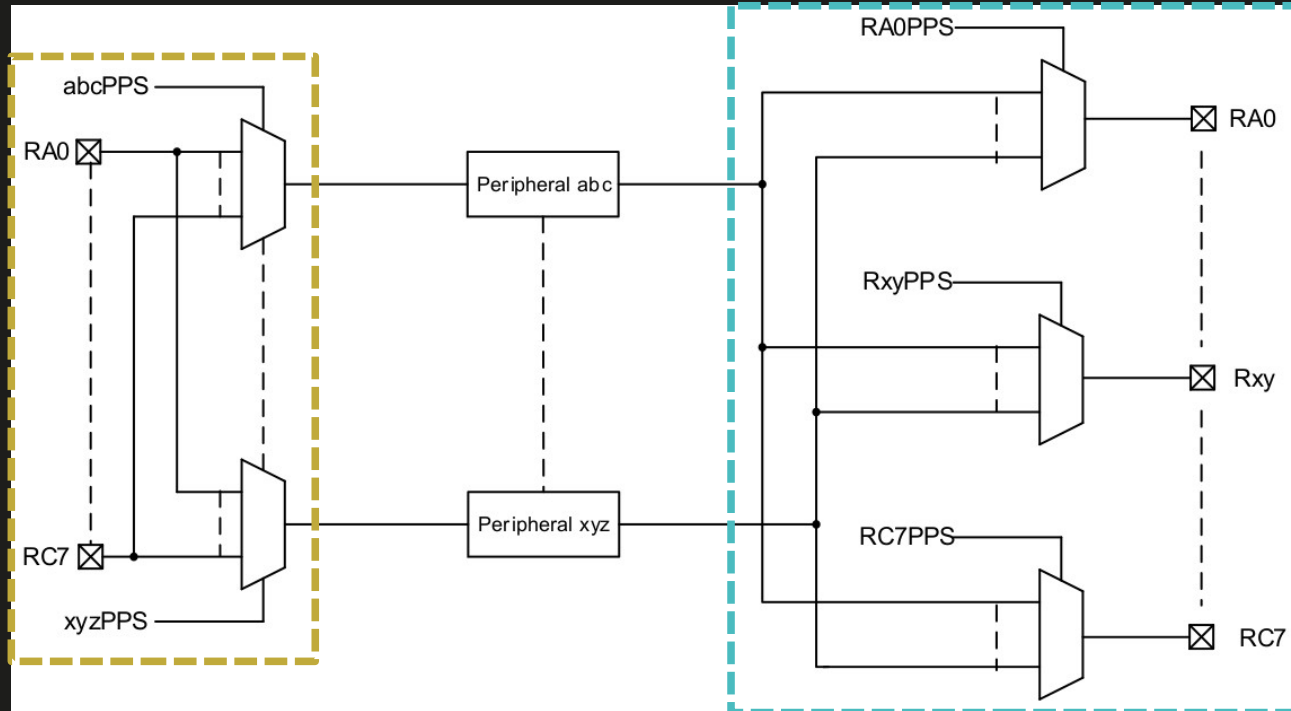 abcPPS
RA0
RC7
xyzPPS
Peripheral abc
Peripheral xyz
RA0PPS
RA0
RxyPPS
Rxy
RC7PPS
RC7